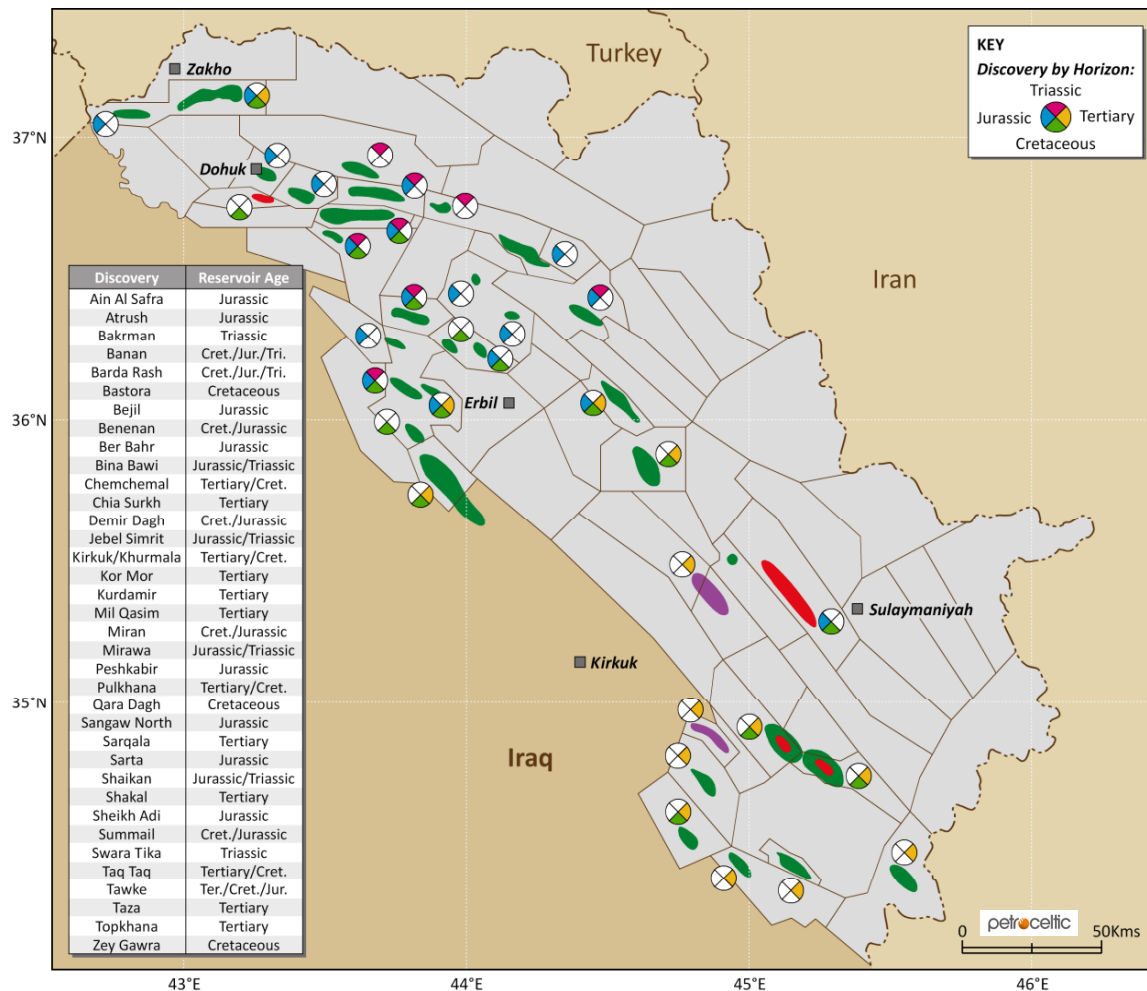 Turkey
KEY
Discovery by Horizon:
Triassic
Jurassic
Tertiary
Cretaceous
Zakho
37°N
Dohuk
Iran
Discovery Reservoir Age
Ain Al Safra Jurassic
Atrush Jurassic
Bakrman Triassic
Banan Cret./Jur./Tri.
Barda Rash Cret./Jur./Tri.
Bastora Cretaceous
Bejil Jurassic
Benenan Cret./Jurassic
Ber Bahr Jurassic
Bina Bawi Jurassic/Triassic
Chemchemal Tertiary/Cret.
Chia Surkh Tertiary
Demir Dagh Cret./Jurassic
Jebel Simrit Jurassic/Triassic
Kirkuk/Khurmala Tertiary/Cret.
Kor Mor Tertiary
Kurdamir Tertiary
Mil Qasim Tertiary
Miran Cret./Jurassic
Mirawa Jurassic/Triassic
Peshkabir Jurassic
Pulkhana Tertiary/Cret.
Qara Dagh Cretaceous
Sangaw North Jurassic
Sarqala Tertiary
Sarta Jurassic
Shaikan Jurassic/Triassic
Shakal Tertiary
Sheikh Adi Jurassic
Summail Cret./Jurassic
Swara Tika Triassic
Taq Taq Tertiary/Cret.
Tawke Ter./Cret./Jur.
Taza Tertiary
Topkhana Tertiary
Zey Gawra Cretaceous
Erbil
36°N
Sulaymaniyah
Kirkuk
35°N
Iraq
petroceltic
0 50Kms
43°E 44°E 45°E 46°E